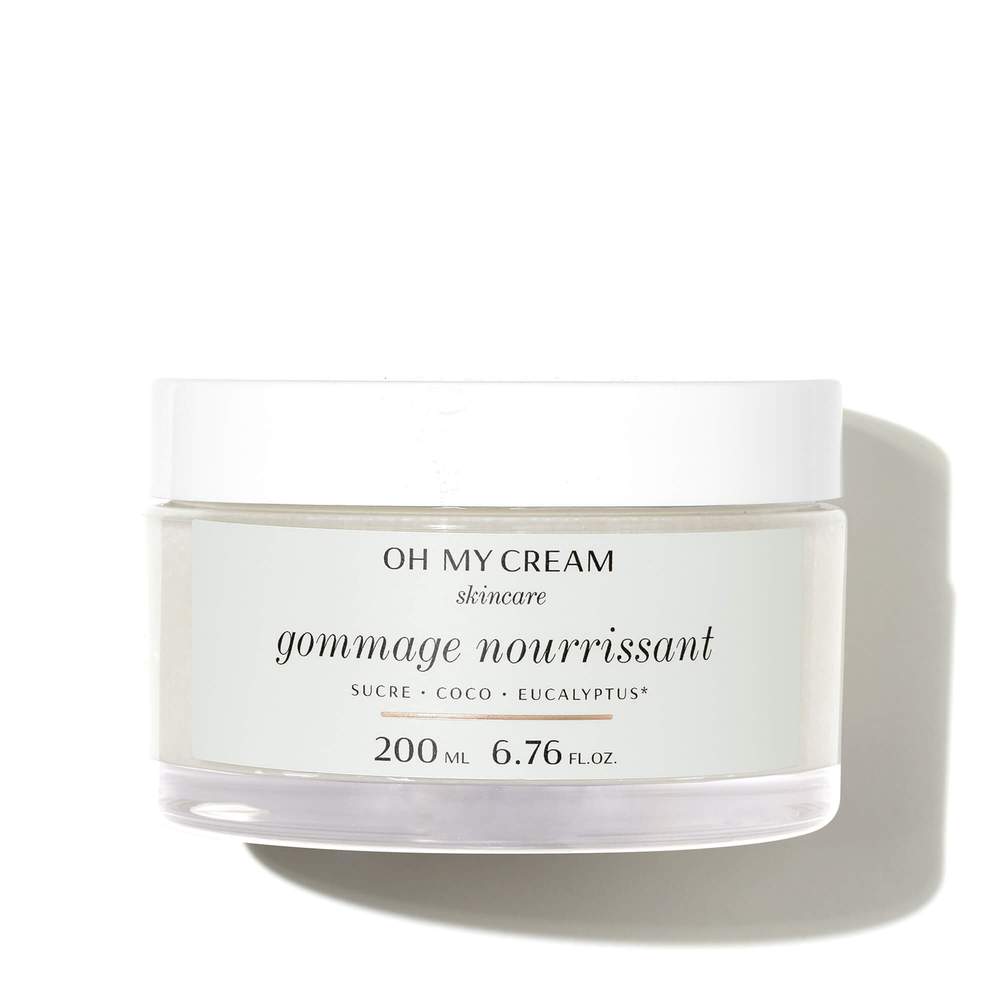 OH MY CREAM
skincare
gommage nourrissant
SUCRE • COCO • EUCALYPTUS*
200 ML 6.76 FL.OZ.